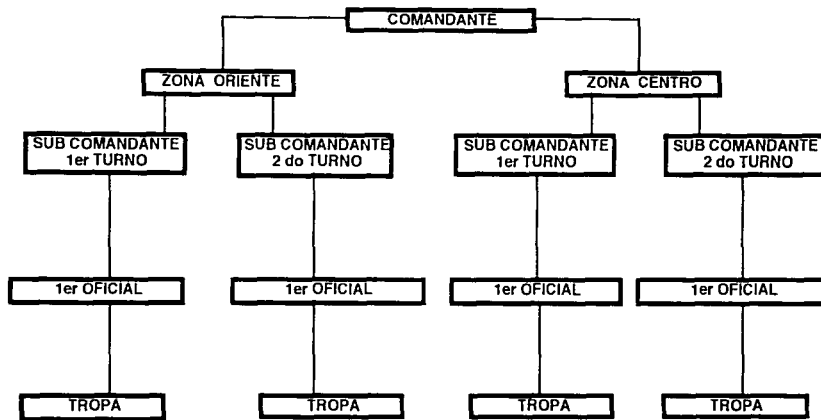 COMANDANTE
ZONA ORIENTE
ZONA CENTRO
SUB COMANDANTE
1er TURNO
SUB COMANDANTE
2 do TURNO
SUB COMANDANTE
1er TURNO
SUB COMANDANTE
2 do TURNO
1er OFICIAL
1er OFICIAL
1er OFICIAL
1er OFICIAL
TROPA
TROPA
TROPA
TROPA